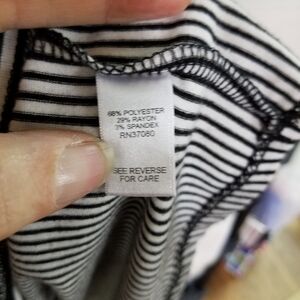 68% POLYESTER
29% RAYON
3% SPANDEX
RN37080
SEE REVERSE
FOR CARE